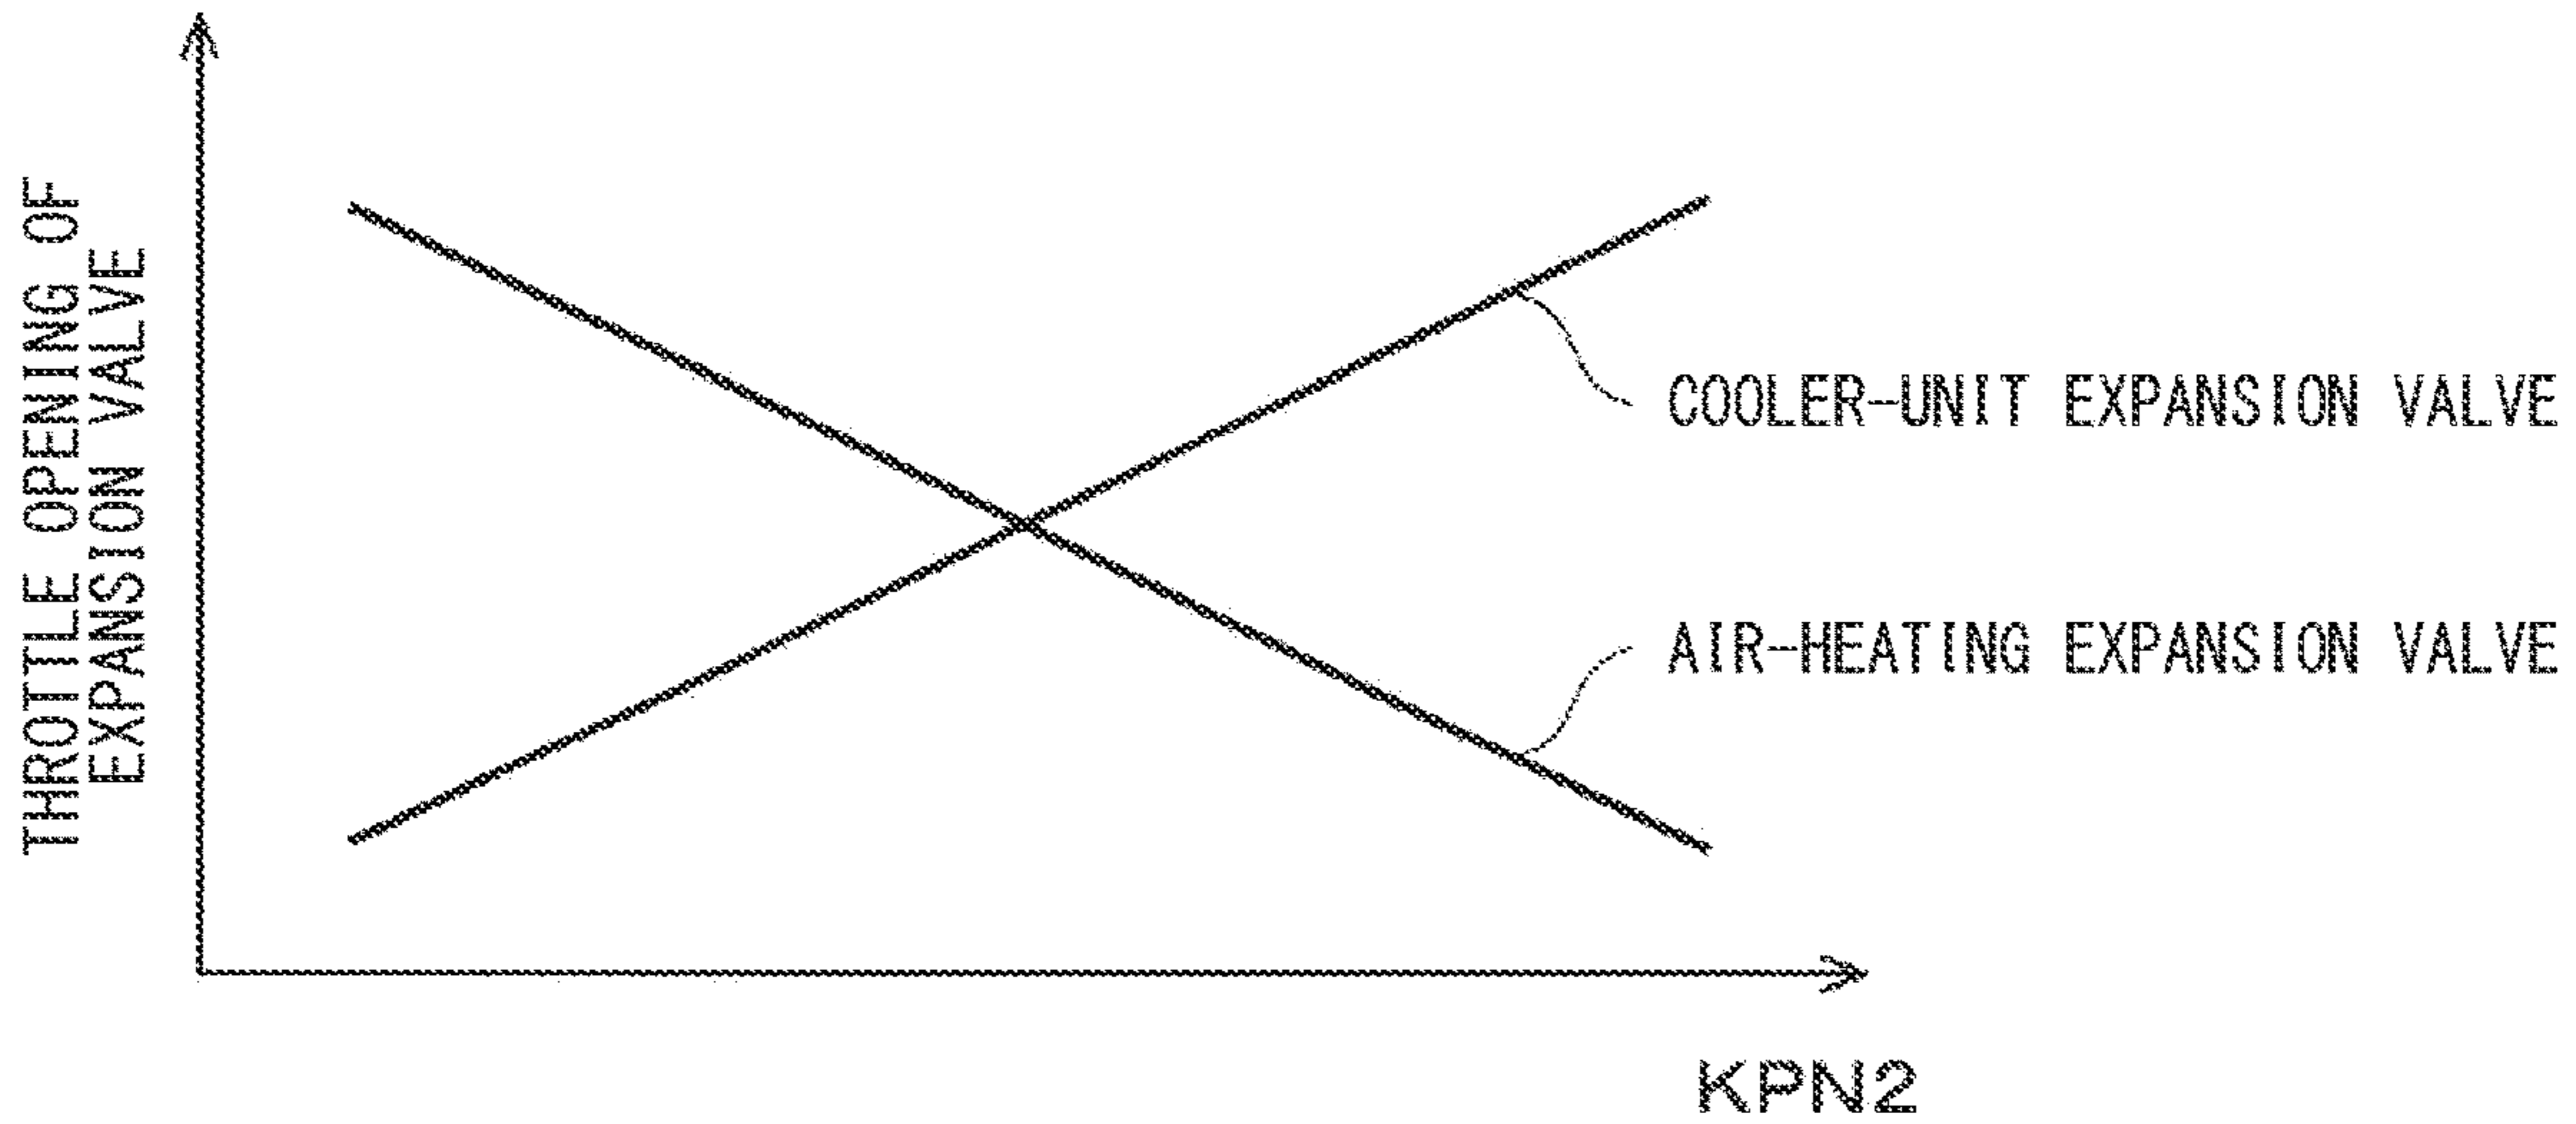 THROTTLE OPENING OF
EXPANSION VALVE
COOLER-UNIT EXPANSION VALVE
AIR-HEATING EXPANSION VALVE
KPN2